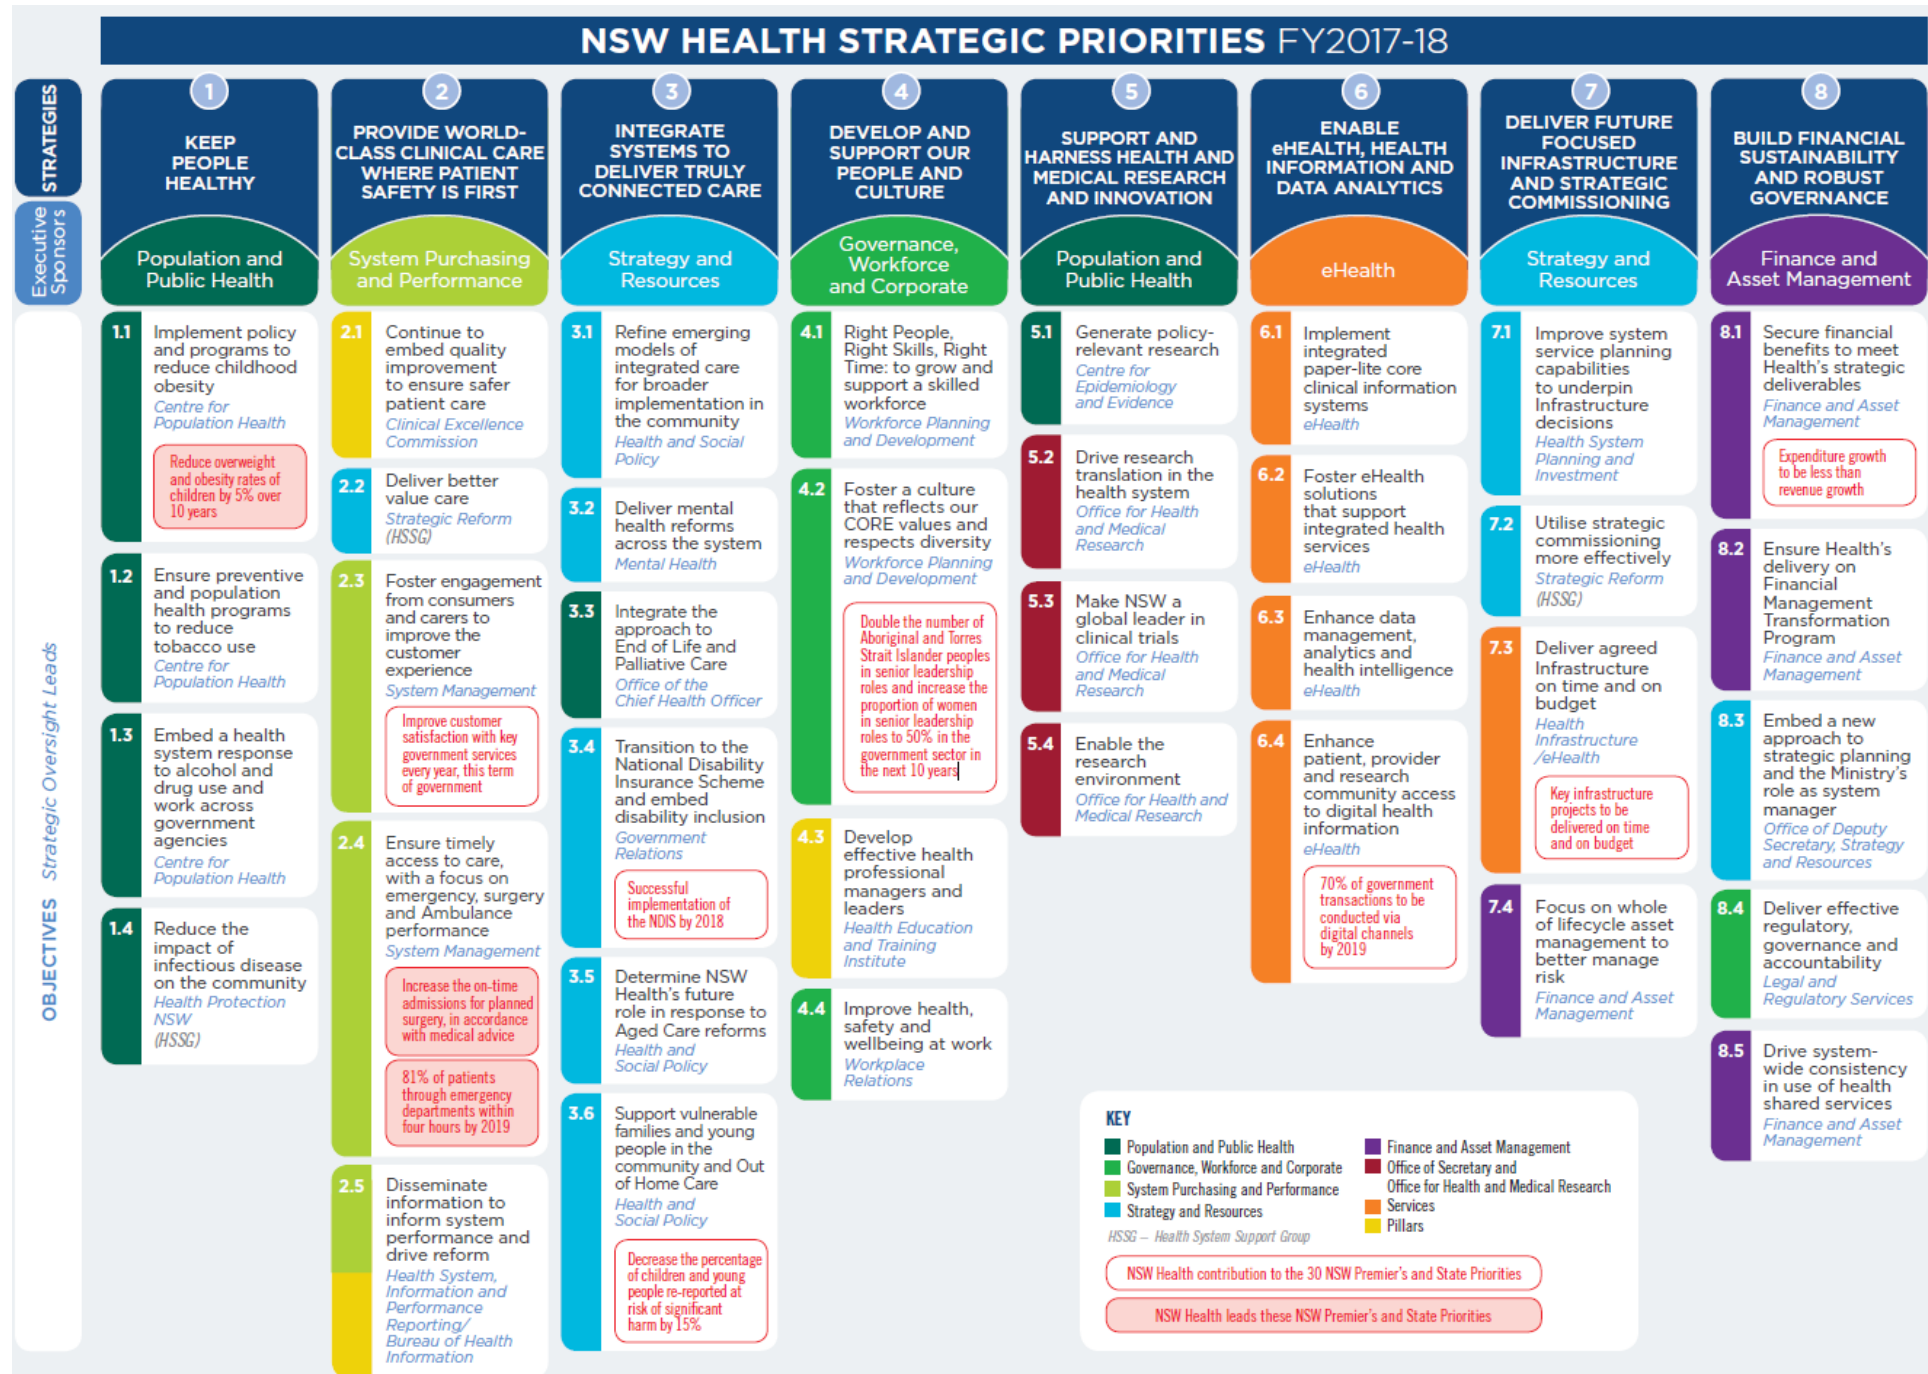 NSW HEALTH STRATEGIC PRIORITIES FY2017-18
STRATEGIES
Executive
Sponsors
OBJECTIVES Strategic Oversight Leads
1
KEEP
PEOPLE
HEALTHY
Population and
Public Health
1.1
Implement policy
and programs to
reduce childhood
obesity
Centre for
Population Health
Reduce overweight
and obesity rates of
children by 5% over
10 years
1.2
Ensure preventive
and population
health programs
to reduce
tobacco use
Centre for
Population Health
1.3
Embed a health
system response
to alcohol and
drug use and
work across
government
agencies
Centre for
Population Health
1.4
Reduce the
impact of
infectious disease
on the community
Health Protection
NSW
(HSSG)
2
PROVIDE WORLD-
CLASS CLINICAL CARE
WHERE PATIENT
SAFETY IS FIRST
System Purchasing
and Performance
2.1
Continue to
embed quality
improvement
to ensure safer
patient care
Clinical Excellence
Commission
2.2
Deliver better
value care
Strategic Reform
(HSSG)
2.3
Foster engagement
from consumers
and carers to
improve the
customer
experience
System Management
Improve customer
satisfaction with key
government services
every year, this term
of government
2.4
Ensure timely
access to care,
with a focus on
emergency, surgery
and Ambulance
performance
System Management
Increase the on-time
admissions for planned
surgery, in accordance
with medical advice
81% of patients
through emergency
departments within
four hours by 2019
2.5
Disseminate
information to
inform system
performance and
drive reform
Health System,
Information and
Performance
Reporting/
Bureau of Health
Information
3
INTEGRATE
SYSTEMS TO
DELIVER TRULY
CONNECTED CARE
Strategy and
Resources
3.1
Refine emerging
models of
integrated care
for broader
implementation in
the community
Health and Social
Policy
3.2
Deliver mental
health reforms
across the system
Mental Health
3.3
Integrate the
approach to
End of Life and
Palliative Care
Office of the
Chief Health Officer
3.4
Transition to the
National Disability
Insurance Scheme
and embed
disability inclusion
Government
Relations
Successful
implementation of
the NDIS by 2018
3.5
Determine NSW
Health's future
role in response to
Aged Care reforms
Health and
Social Policy
3.6
Support vulnerable
families and young
people in the
community and Out
of Home Care
Health and
Social Policy
Decrease the percentage
of children and young
people re-reported at
risk of significant
harm by 15%
4
DEVELOP AND
SUPPORT OUR
PEOPLE AND
CULTURE
Governance,
Workforce
and Corporate
4.1
Right People,
Right Skills, Right
Time: to grow and
support a skilled
workforce
Workforce Planning
and Development
4.2
Foster a culture
that reflects our
CORE values and
respects diversity
Workforce Planning
and Development
Double the number of
Aboriginal and Torres
Strait Islander peoples
in senior leadership
roles and increase the
proportion of women
in senior leadership
roles to 50% in the
government sector in
the next 10 years
4.3
Develop
effective health
professional
managers and
leaders
Health Education
and Training
Institute
4.4
Improve health,
safety and
wellbeing at work
Workplace
Relations
5
SUPPORT AND
HARNESS HEALTH AND
MEDICAL RESEARCH
AND INNOVATION
Population and
Public Health
5.1
Generate policy-
relevant research
Centre for
Epidemiology
and Evidence
5.2
Drive research
translation in the
health system
Office for Health
and Medical
Research
5.3
Make NSW a
global leader in
clinical trials
Office for Health
and Medical
Research
5.4
Enable the
research
environment
Office for Health and
Medical Research
6
ENABLE
eHEALTH, HEALTH
INFORMATION AND
DATA ANALYTICS
eHealth
6.1
Implement
integrated
paper-lite core
clinical information
systems
eHealth
6.2
Foster eHealth
solutions
that support
integrated health
services
eHealth
6.3
Enhance data
management,
analytics and
health intelligence
eHealth
6.4
Enhance
patient, provider
and research
community access
to digital health
information
eHealth
70% of government
transactions to be
conducted via
digital channels
by 2019
7
DELIVER FUTURE
FOCUSED
INFRASTRUCTURE
AND STRATEGIC
COMMISSIONING
Strategy and
Resources
7.1
Improve system
service planning
capabilities
to underpin
Infrastructure
decisions
Health System
Planning and
Investment
7.2
Utilise strategic
commissioning
more effectively
Strategic Reform
(HSSG)
7.3
Deliver agreed
Infrastructure
on time and on
budget
Health
Infrastructure
/eHealth
Key infrastructure
projects to be
delivered on time
and on budget
7.4
Focus on whole
of lifecycle asset
management to
better manage
risk
Finance and Asset
Management
8
BUILD FINANCIAL
SUSTAINABILITY
AND ROBUST
GOVERNANCE
Finance and
Asset Management
8.1
Secure financial
benefits to meet
Health's strategic
deliverables
Finance and Asset
Management
Expenditure growth
to be less than
revenue growth
8.2
Ensure Health's
delivery on
Financial
Management
Transformation
Program
Finance and Asset
Management
8.3
Embed a new
approach to
strategic planning
and the Ministry's
role as system
manager
Office of Deputy
Secretary, Strategy
and Resources
8.4
Deliver effective
regulatory,
governance and
accountability
Legal and
Regulatory Services
8.5
Drive system-
wide consistency
in use of health
shared services
Finance and Asset
Management
KEY
Population and Public Health
Governance, Workforce and Corporate
System Purchasing and Performance
Strategy and Resources
Finance and Asset Management
Office of Secretary and
Office for Health and Medical Research
Services
Pillars
HSSG – Health System Support Group
NSW Health contribution to the 30 NSW Premier's and State Priorities
NSW Health leads these NSW Premier's and State Priorities